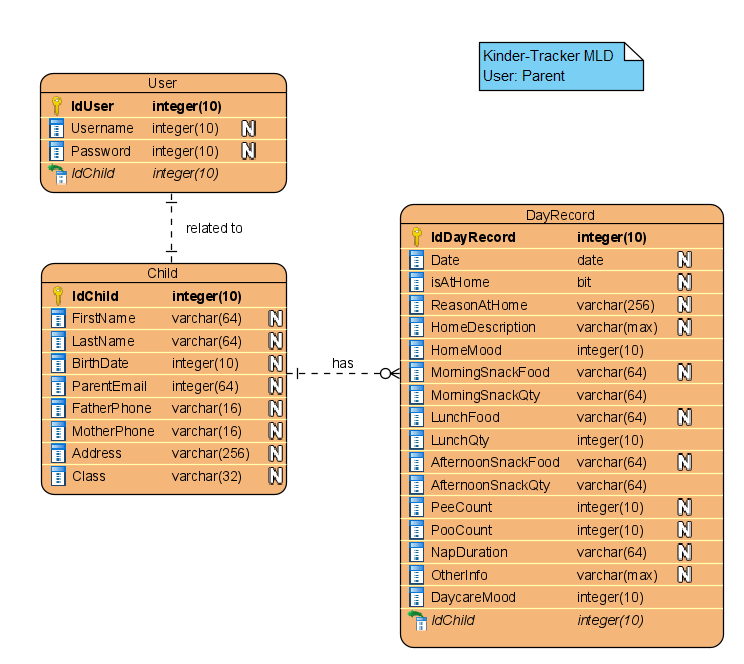 Kinder-Tracker MLD
User: Parent
User
IdUser integer(10)
Username integer(10) N
Password integer(10) N
IdChild integer(10)
related to
Child
IdChild integer(10)
FirstName varchar(64) N
LastName varchar(64) N
BirthDate integer(10) N
ParentEmail integer(64) N
FatherPhone varchar(16) N
MotherPhone varchar(16) N
Address varchar(256) N
Class varchar(32) N
has
DayRecord
IdDayRecord integer(10)
Date date N
isAtHome bit N
ReasonAtHome varchar(256) N
HomeDescription varchar(max) N
HomeMood integer(10)
MorningSnackFood varchar(64) N
MorningSnackQty varchar(64)
LunchFood varchar(64) N
LunchQty integer(10)
AfternoonSnackFood varchar(64) N
AfternoonSnackQty varchar(64)
PeeCount integer(10) N
PooCount integer(10) N
NapDuration varchar(64) N
OtherInfo varchar(max) N
DaycareMood integer(10)
IdChild integer(10)